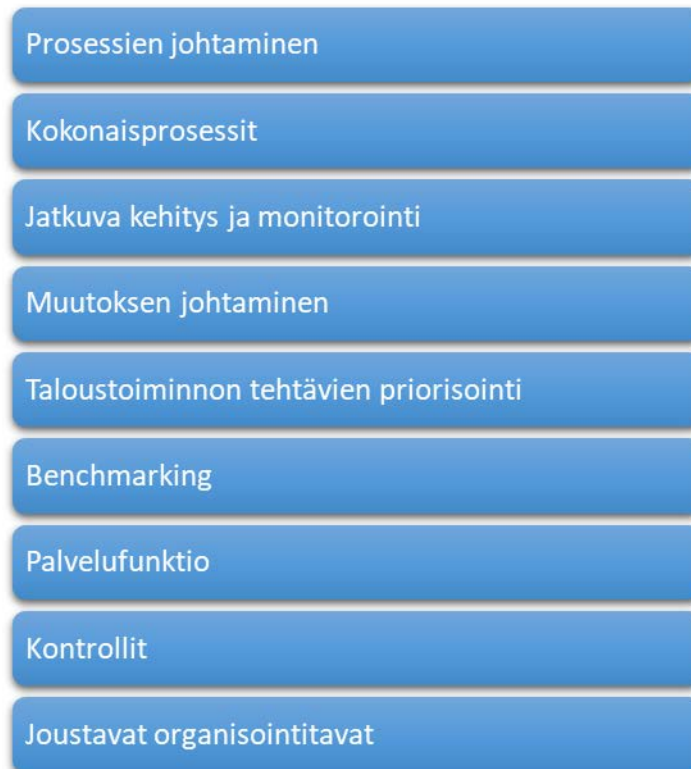 Prosessien johtaminen
Kokonaisprosessit
Jatkuva kehitys ja monitorointi
Muutoksen johtaminen
Taloustoiminnon tehtävien priorisointi
Benchmarking
Palvelufunktio
Kontrollit
Joustavat organisointitavat